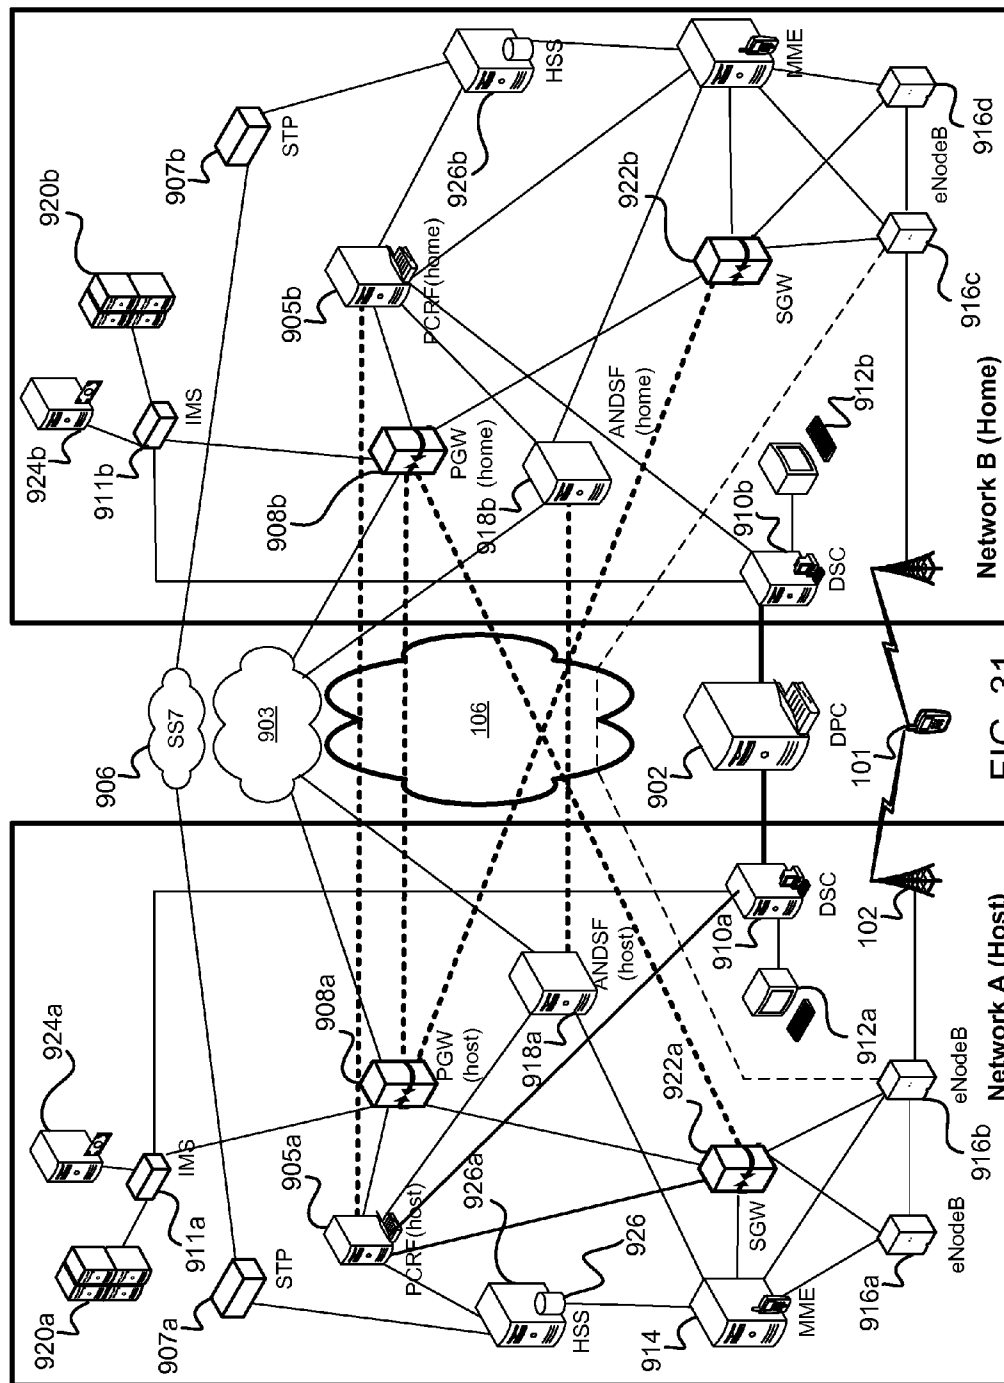 920a
924a
911a
IMS
907a
STP
905a
PCRF(host)
908a
PGW
(host)
926a
926
HSS
918a
ANDSF
(host)
922a
SGW
914
MME
910a
DSC
912a
916a
eNodeB
916b
eNodeB
102
Network A (Host)
906
SS7
903
106
902
DPC
101
FIG. 31
924b
920b
911b
IMS
907b
STP
905b
PCRF(home)
908b
PGW
(home)
926b
HSS
918b
ANDSF
(home)
922b
SGW
MME
910b
DSC
912b
916c
916d
eNodeB
Network B (Home)